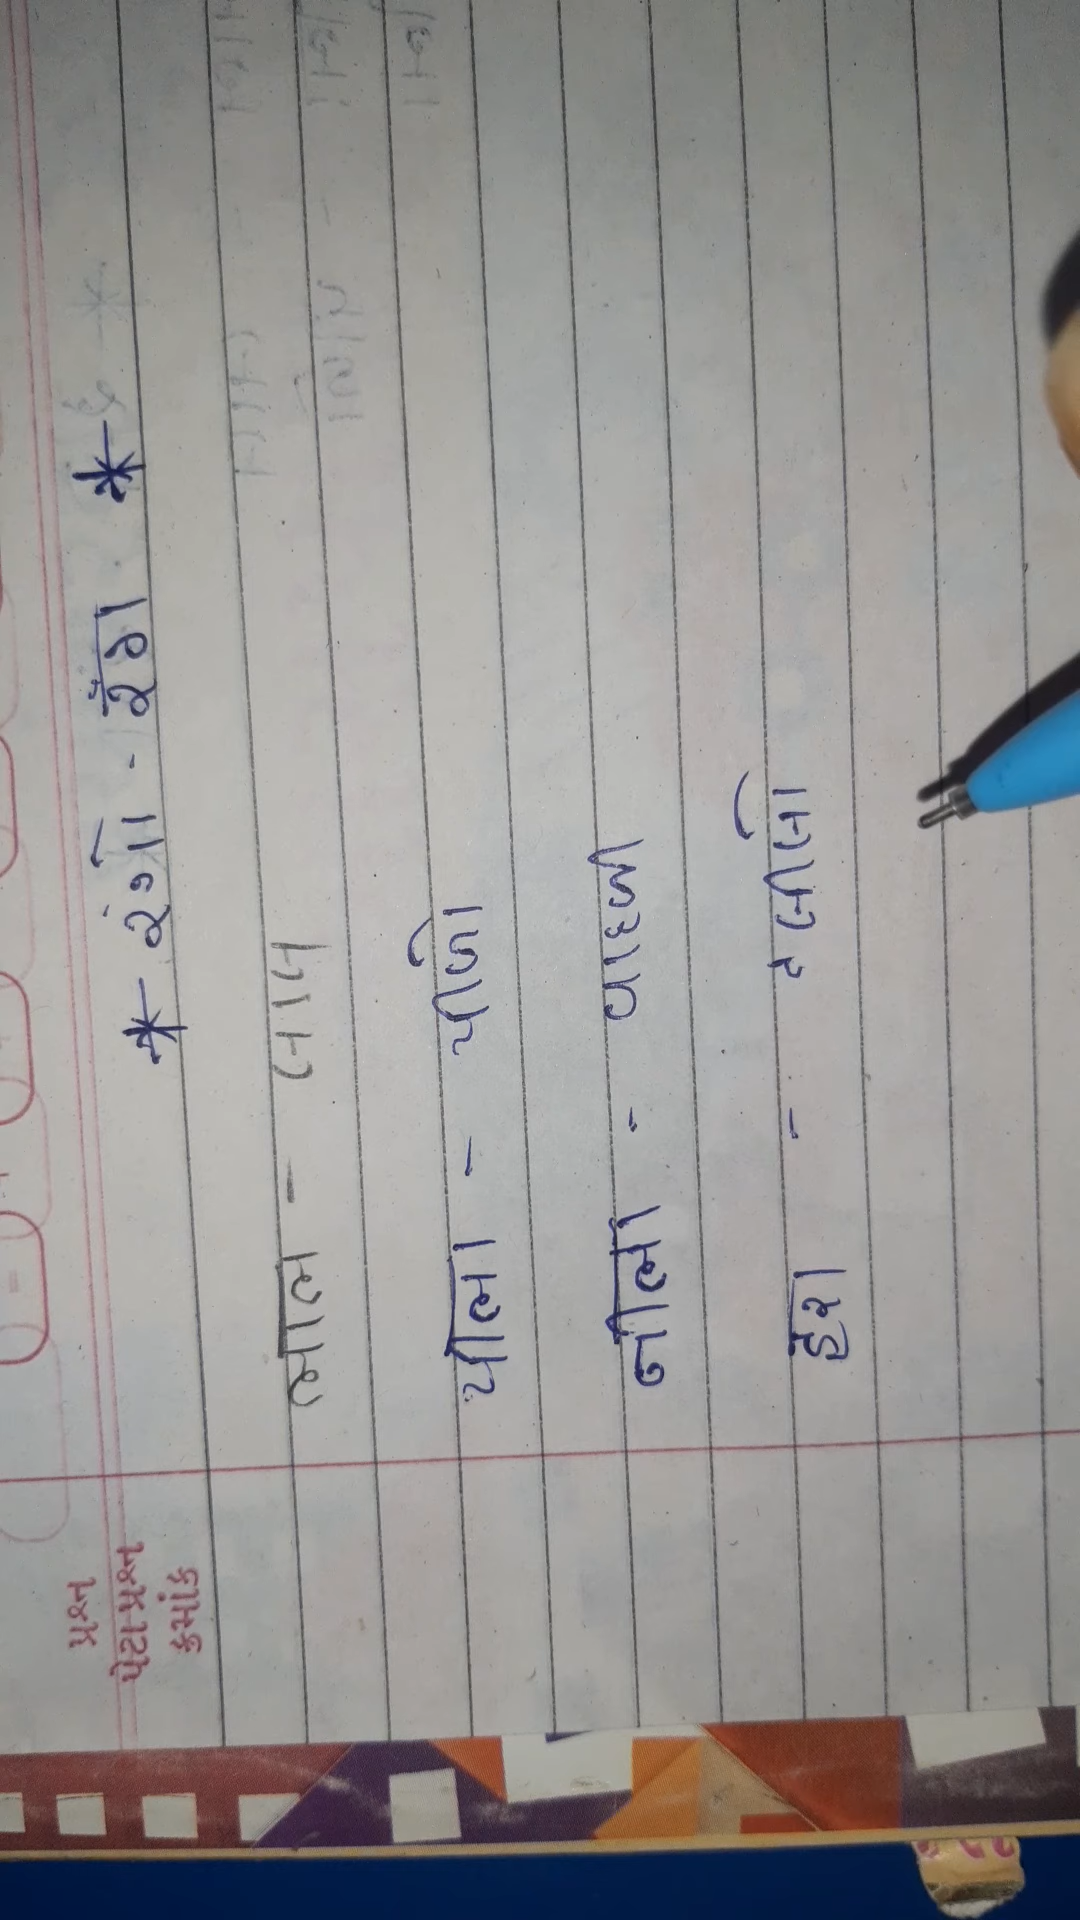 પ્રશ્ન
પેટાપ્રશ્ન
ક્રમાંક
* રંગો - रंग *
लाल - લાલ
पीला - પીળો
नीला - વાદળી
हरा - લીલો